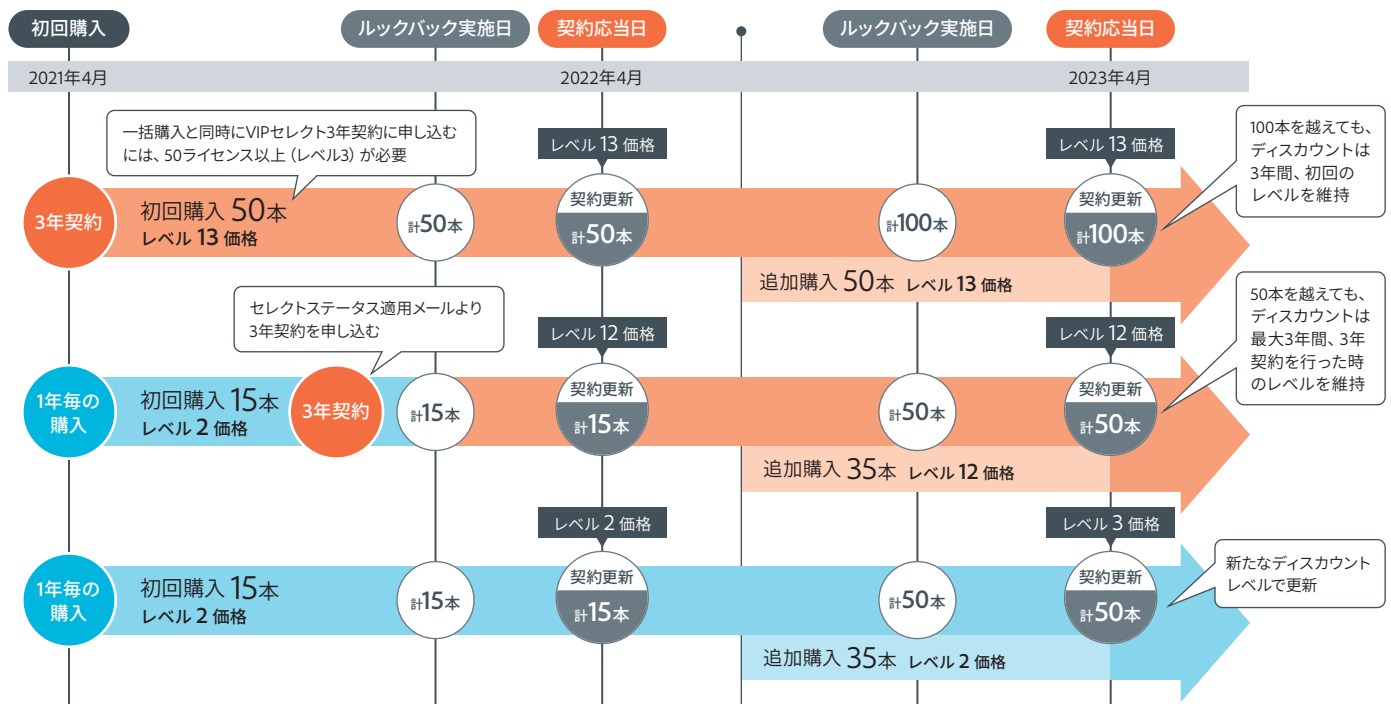 初回購入
ルックバック実施日
契約応当日
ルックバック実施日
契約応当日
2021年4月
2022年4月
2023年4月
一括購入と同時にVIPセレクト3年契約に申し込む
には、50ライセンス以上（レベル3）が必要
レベル 13 価格
レベル 13 価格
100本を越えても、
ディスカウントは
3年間、初回の
レベルを維持
3年契約
初回購入 50本
レベル 13 価格
計50本
契約更新
計50本
計100本
契約更新
計100本
追加購入 50本 レベル 13 価格
セレクトステータス適用メールより
3年契約を申し込む
レベル 12 価格
レベル 12 価格
50本を越えても、
ディスカウントは
最大3年間、3年
契約を行った時
のレベルを維持
1年毎の
購入
初回購入 15本
レベル 2 価格
3年契約
計15本
契約更新
計15本
計50本
契約更新
計50本
追加購入 35本 レベル 12 価格
レベル 2 価格
レベル 3 価格
新たなディスカウント
レベルで更新
1年毎の
購入
初回購入 15本
レベル 2 価格
計15本
契約更新
計15本
計50本
契約更新
計50本
追加購入 35本 レベル 2 価格